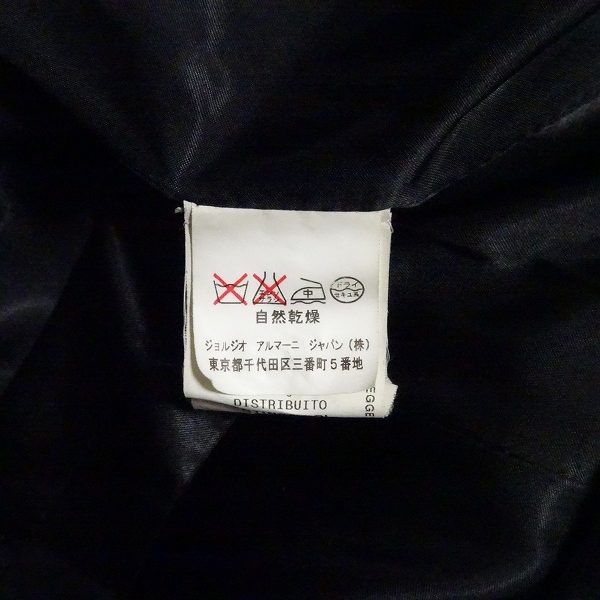 中 ドライ セキユ系
自然乾燥
ジョルジオ アルマーニ ジャパン(株)
東京都千代田区三番町5番地
DISTRIBUITO
EGGE